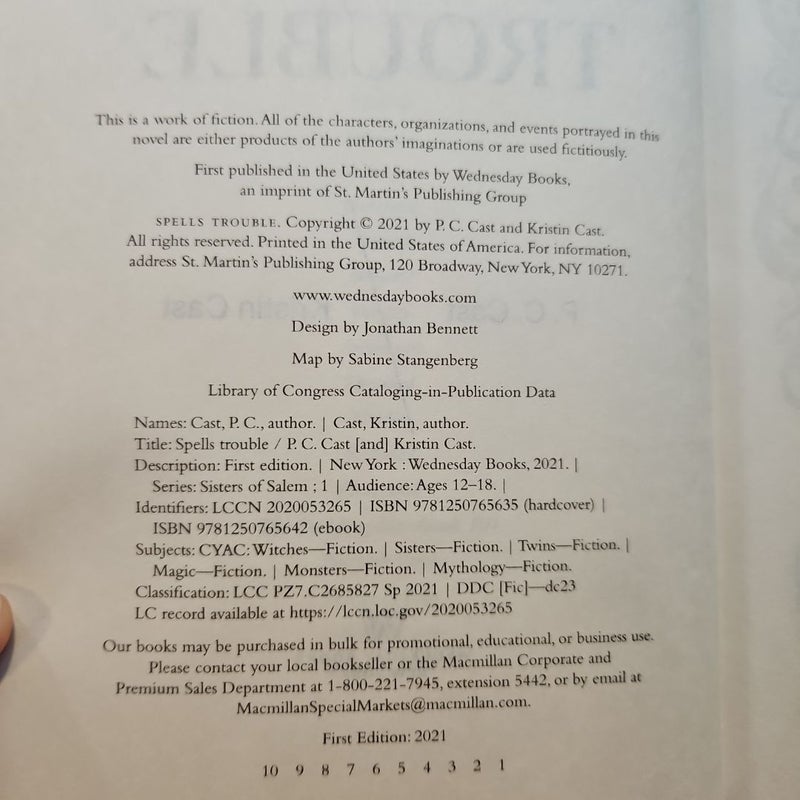 This is a work of fiction. All of the characters, organizations, and events portrayed in this
novel are either products of the authors' imaginations or are used fictitiously.
First published in the United States by Wednesday Books,
an imprint of St. Martin's Publishing Group
SPELLS TROUBLE. Copyright © 2021 by P. C. Cast and Kristin Cast.
All rights reserved. Printed in the United States of America. For information,
address St. Martin's Publishing Group, 120 Broadway, New York, NY 10271.
www.wednesdaybooks.com
Design by Jonathan Bennett
Map by Sabine Stangenberg
Library of Congress Cataloging-in-Publication Data
Names: Cast, P. C., author. | Cast, Kristin, author.
Title: Spells trouble / P. C. Cast [and] Kristin Cast.
Description: First edition. | New York : Wednesday Books, 2021. |
Series: Sisters of Salem ; 1 | Audience: Ages 12–18. |
Identifiers: LCCN 2020053265 | ISBN 9781250765635 (hardcover) |
ISBN 9781250765642 (ebook)
Subjects: CYAC: Witches—Fiction. | Sisters—Fiction. | Twins—Fiction. |
Magic—Fiction. | Monsters—Fiction. | Mythology—Fiction.
Classification: LCC PZ7.C2685827 Sp 2021 | DDC [Fic]—dc23
LC record available at https://lccn.loc.gov/2020053265
Our books may be purchased in bulk for promotional, educational, or business use.
Please contact your local bookseller or the Macmillan Corporate and
Premium Sales Department at 1-800-221-7945, extension 5442, or by email at
MacmillanSpecialMarkets@macmillan.com.
First Edition: 2021
10 9 8 7 6 5 4 3 2 1